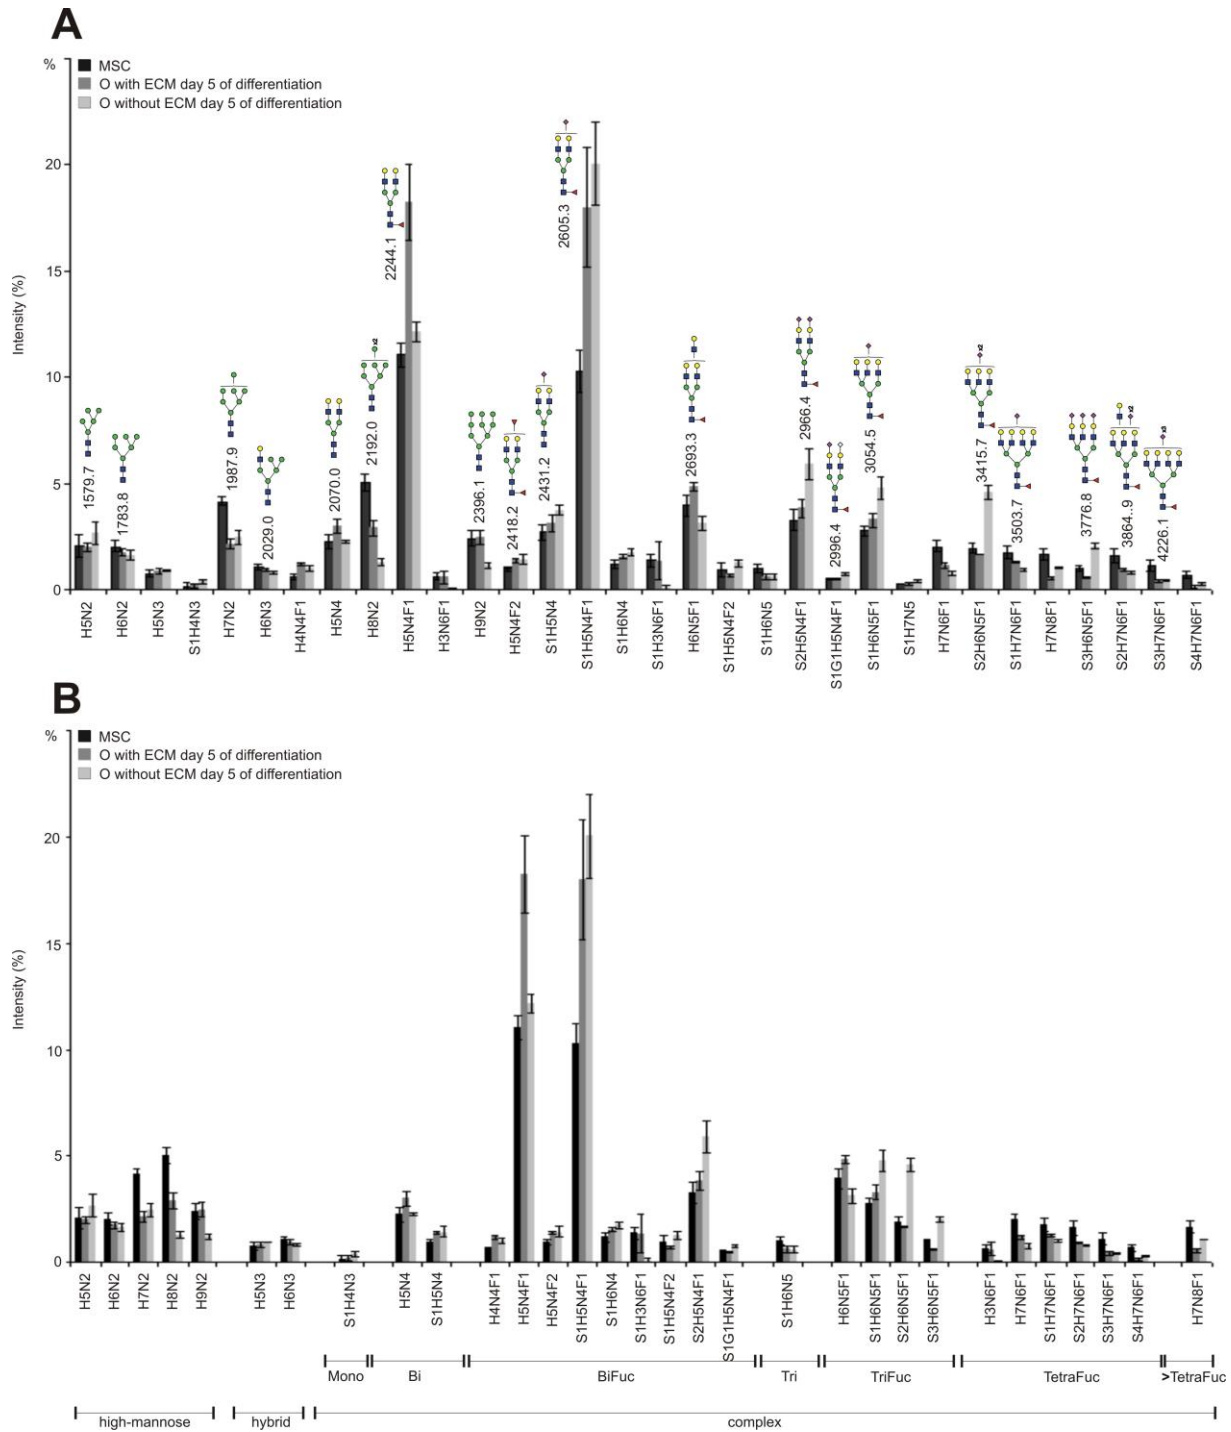 A
%
MSC
O with ECM day 5 of differentiation
O without ECM day 5 of differentiation
20
15
10
5
0
Intensity (%)
1579.7
1783.8
1987.9
2029.0
2070.0
2192.0
x2
2244.1
2396.1
2418.2
2431.2
2605.3
2693.3
2966.4
2996.4
3054.5
3415.7
x2
3503.7
3776.8
3864..9
x2
4226.1
x2
H5N2
H6N2
H5N3
S1H4N3
H7N2
H6N3
H4N4F1
H5N4
H8N2
H5N4F1
H3N6F1
H9N2
H5N4F2
S1H5N4
S1H5N4F1
S1H6N4
S1H3N6F1
H6N5F1
S1H5N4F2
S1H6N5
S2H5N4F1
S1G1H5N4F1
S1H6N5F1
S1H7N5
H7N6F1
S2H6N5F1
S1H7N6F1
H7N8F1
S3H6N5F1
S2H7N6F1
S3H7N6F1
S4H7N6F1
B
%
MSC
O with ECM day 5 of differentiation
O without ECM day 5 of differentiation
20
15
10
5
0
Intensity (%)
H5N2
H6N2
H7N2
H8N2
H9N2
H5N3
H6N3
S1H4N3
H5N4
S1H5N4
H4N4F1
H5N4F1
H5N4F2
S1H5N4F1
S1H6N4
S1H3N6F1
S1H5N4F2
S2H5N4F1
S1G1H5N4F1
S1H6N5
H6N5F1
S1H6N5F1
S2H6N5F1
S3H6N5F1
H3N6F1
H7N6F1
S1H7N6F1
S2H7N6F1
S3H7N6F1
S4H7N6F1
H7N8F1
Mono
Bi
BiFuc
Tri
TriFuc
TetraFuc
>TetraFuc
high-mannose
hybrid
complex